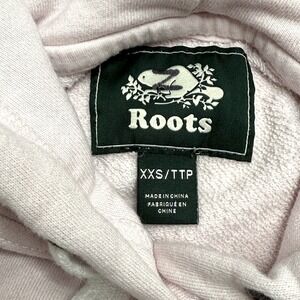 Roots
XXS/TTP
MADE IN CHINA
FABRIQUÉ EN
CHINE